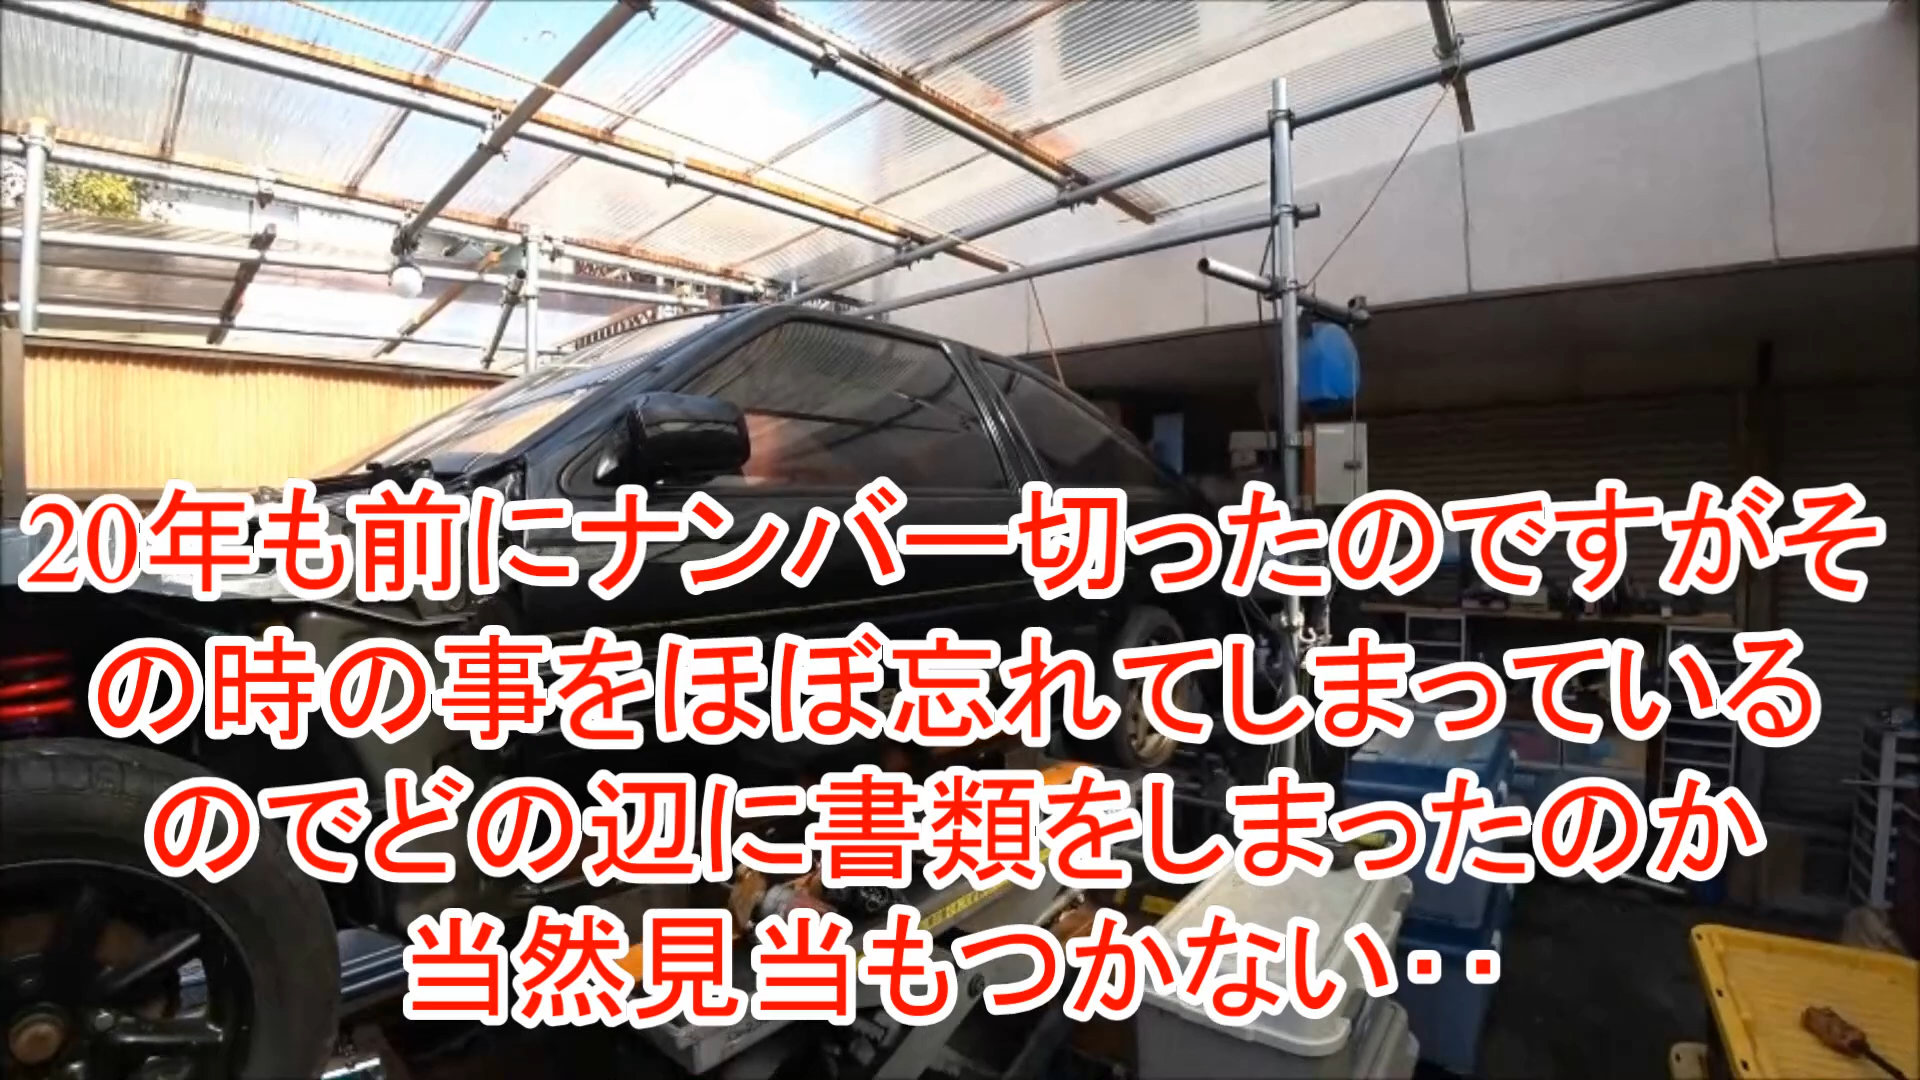 20年も前にナンバー切ったのですがそ
の時の事をほぼ忘れてしまっている
のでどの辺に書類をしまったのか
当然見当もつかない･･